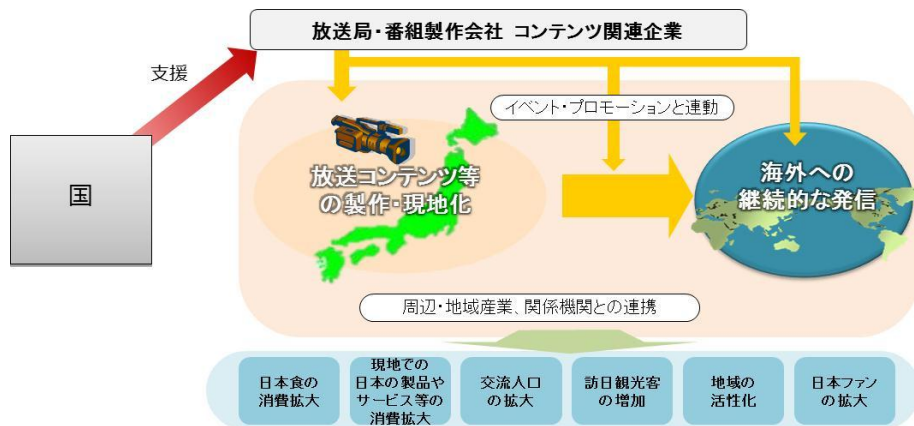 放送局・番組製作会社 コンテンツ関連企業
支援
国
イベント・プロモーションと連動
放送コンテンツ等
の製作・現地化
海外への
継続的な発信
周辺・地域産業、関係機関との連携
日本食の
消費拡大
現地での
日本の製品や
サービス等の
消費拡大
交流人口
の拡大
訪日観光客
の増加
地域の
活性化
日本ファン
の拡大